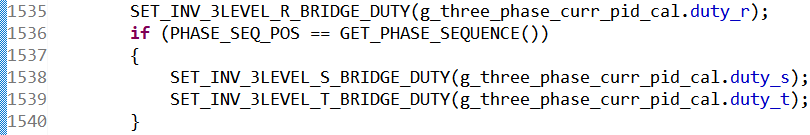 1535 SET_INV_3LEVEL_R_BRIDGE_DUTY(g_three_phase_curr_pid_cal.duty_r);
1536 if (PHASE_SEQ_POS == GET_PHASE_SEQUENCE())
1537 {
1538 SET_INV_3LEVEL_S_BRIDGE_DUTY(g_three_phase_curr_pid_cal.duty_s);
1539 SET_INV_3LEVEL_T_BRIDGE_DUTY(g_three_phase_curr_pid_cal.duty_t);
1540 }